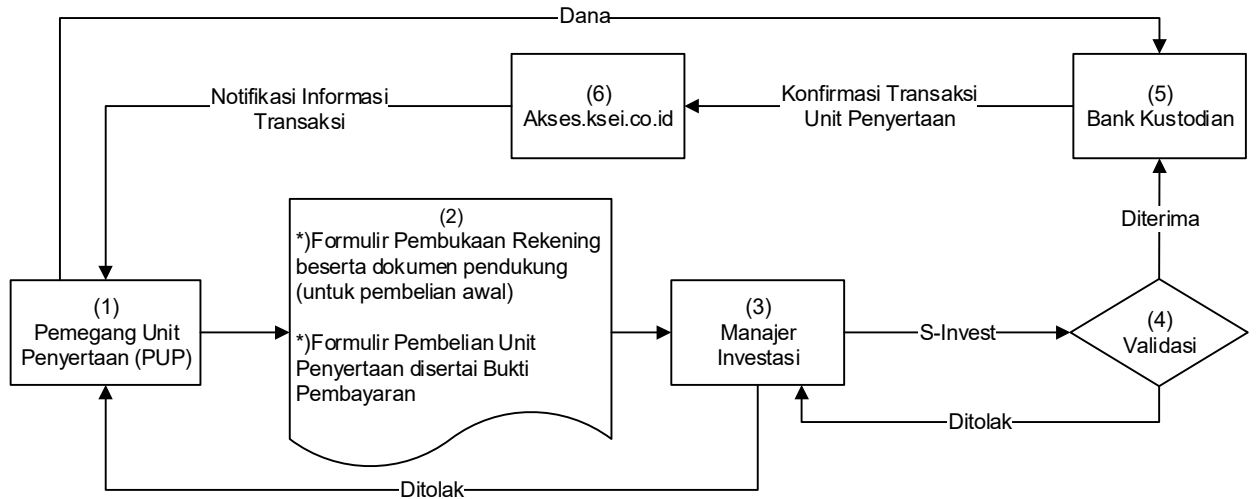 Dana
(6)
Akses.ksei.co.id
(5)
Bank Kustodian
Notifikasi Informasi
Transaksi
Konfirmasi Transaksi
Unit Penyertaan
(2)
*)Formulir Pembukaan Rekening
beserta dokumen pendukung
(untuk pembelian awal)
*)Formulir Pembelian Unit
Penyertaan disertai Bukti
Pembayaran
Diterima
(1)
Pemegang Unit
Penyertaan (PUP)
(3)
Manajer
Investasi
S-Invest
(4)
Validasi
Ditolak
Ditolak